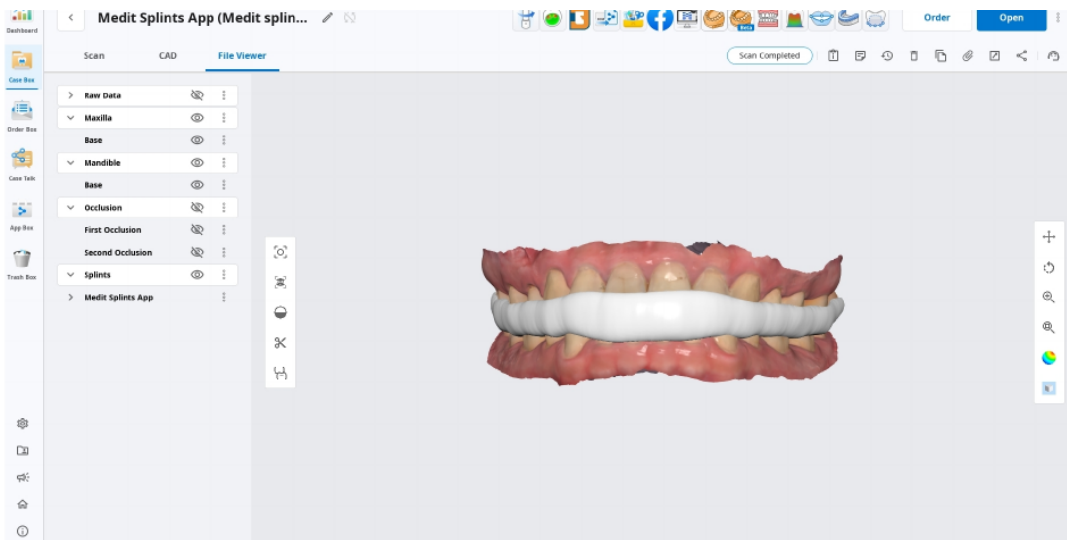 Dashboard
Medit Splints App (Medit splin...
Beta
Order
Open
Scan
CAD
File Viewer
Scan Completed
Case Box
Order Box
Case Talk
App Box
Trash Box
Raw Data
Maxilla
Base
Mandible
Base
Occlusion
First Occlusion
Second Occlusion
Splints
Medit Splints App